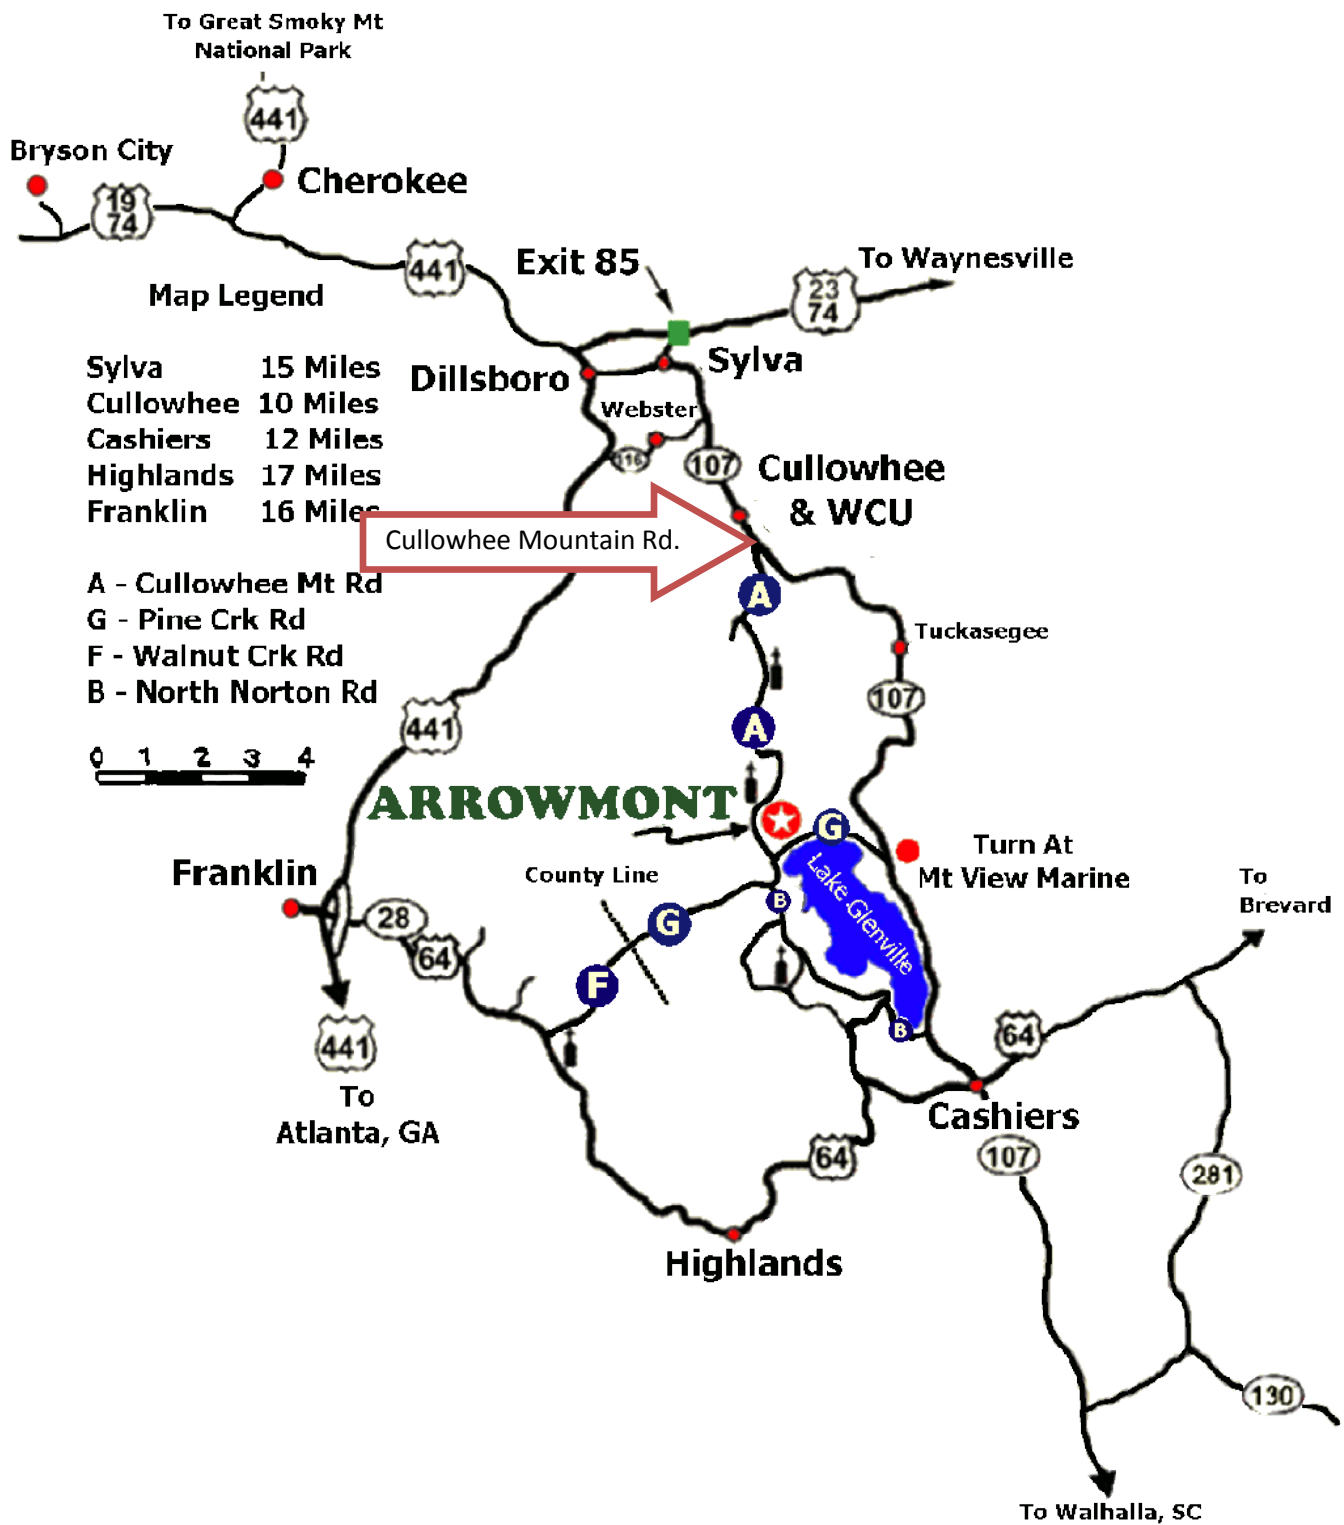 To Great Smoky Mt
National Park
441
Bryson City
Cherokee
19
74
441
Exit 85
To Waynesville
23
74
Map Legend
Sylva 15 Miles
Cullowhee 10 Miles
Cashiers 12 Miles
Highlands 17 Miles
Franklin 16 Miles
Dillsboro
Sylva
Webster
116
107
Cullowhee
& WCU
Cullowhee Mountain Rd.
A - Cullowhee Mt Rd
G - Pine Crk Rd
F - Walnut Crk Rd
B - North Norton Rd
A
Tuckasegee
107
441
A
0 1 2 3 4
ARROWMONT
G
Turn At
Mt View Marine
Lake Glenville
Franklin
County Line
To
Brevard
28
64
G
B
F
B
64
441
To
Atlanta, GA
Cashiers
107
64
281
Highlands
130
To Walhalla, SC